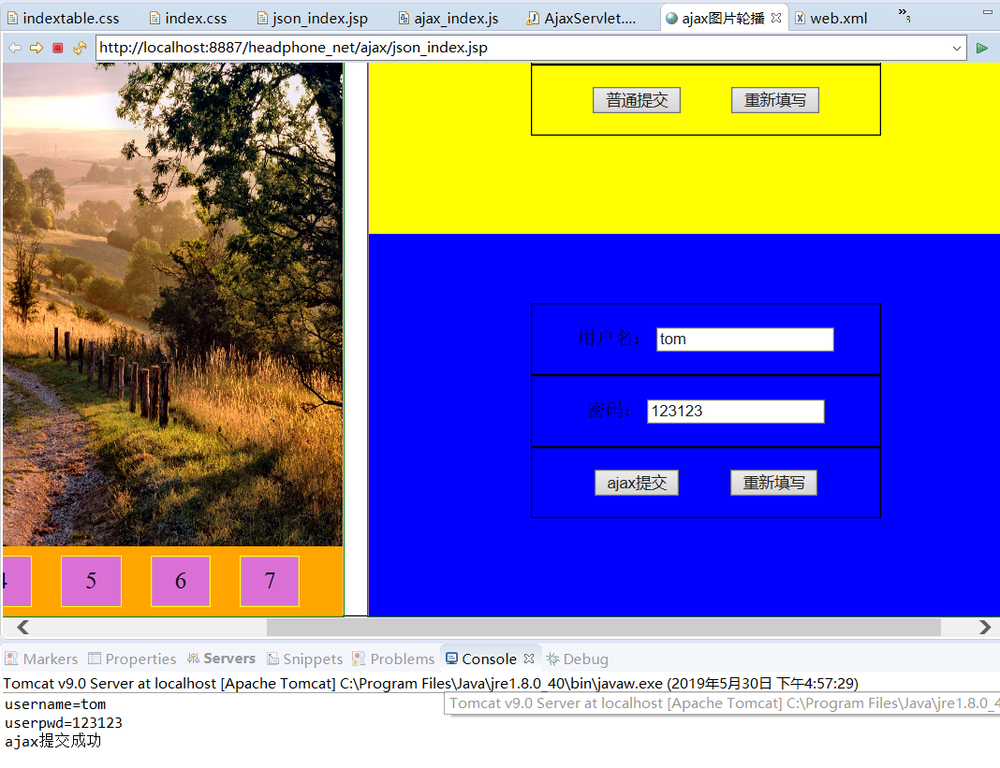 indextable.css index.css json_index.jsp ajax_index.js AjaxServlet.... ajax图片轮播 web.xml »3
http://localhost:8887/headphone_net/ajax/json_index.jsp
普通提交 重新填写
用户名： tom
密码： 123123
ajax提交 重新填写
4 5 6 7
Markers Properties Servers Snippets Problems Console Debug
Tomcat v9.0 Server at localhost [Apache Tomcat] C:\Program Files\Java\jre1.8.0_40\bin\javaw.exe (2019年5月30日 下午4:57:29)
username=tom
Tomcat v9.0 Server at localhost [Apache Tomcat] C:\Program Files\Java\jre1.8.0_4
userpwd=123123
ajax提交成功